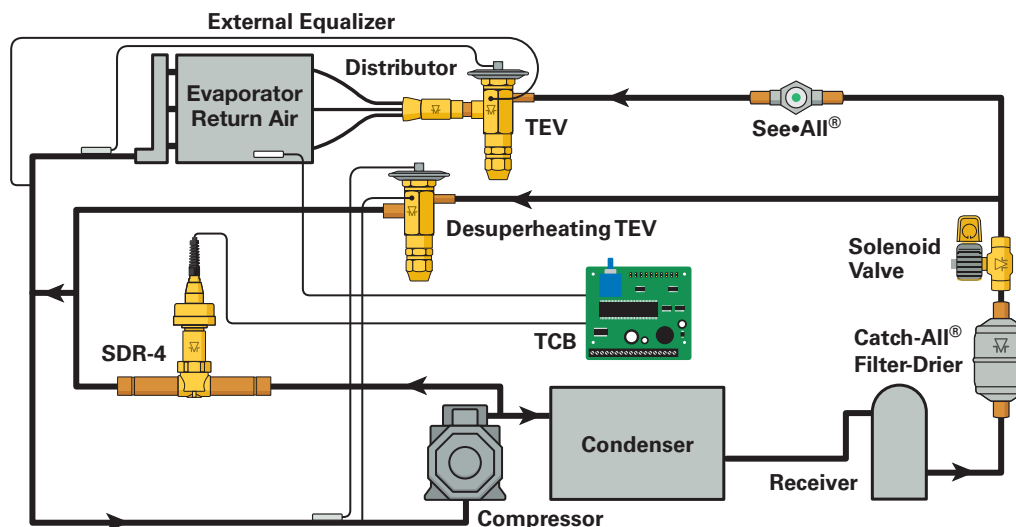 External Equalizer
Distributor
Evaporator
Return Air
TEV
See•All®
Desuperheating TEV
Solenoid
Valve
SDR-4
TCB
Catch-All®
Filter-Drier
Condenser
Receiver
Compressor